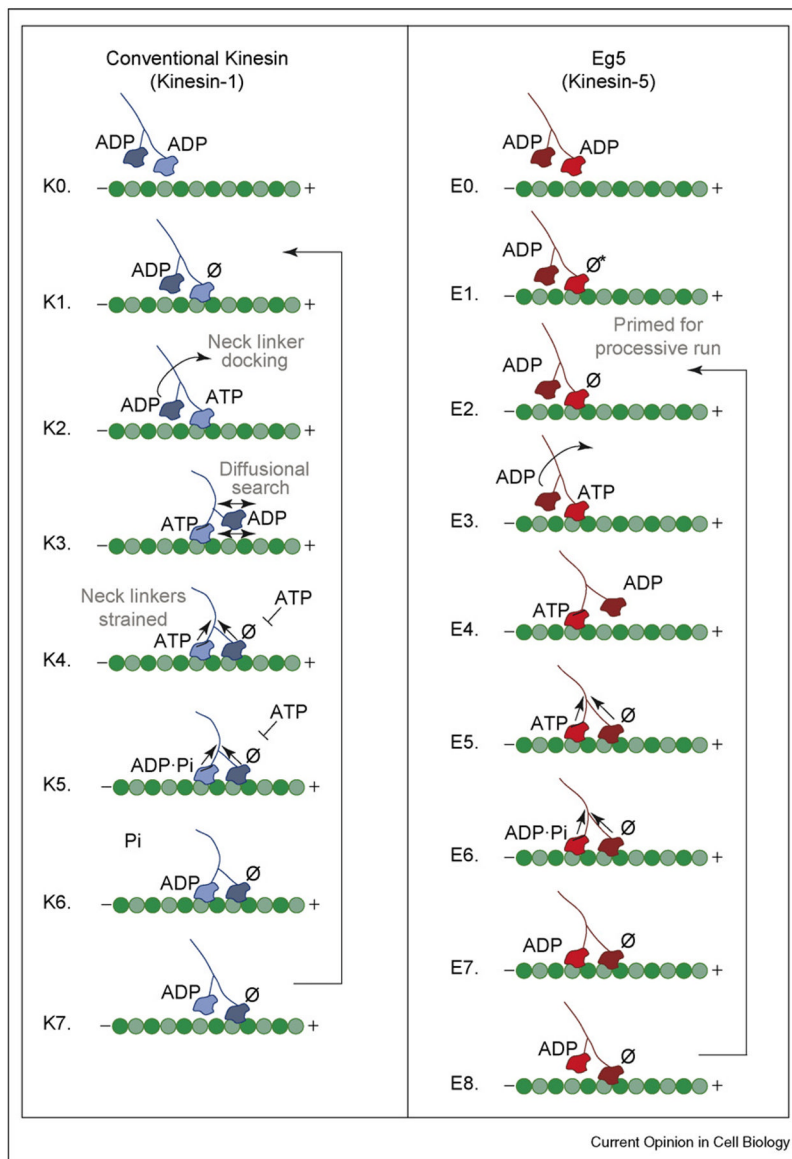 Conventional Kinesin
(Kinesin-1)
ADP
ADP
K0.
−
+
ADP
Ø
K1.
−
+
Neck linker
docking
ADP
ATP
K2.
−
+
Diffusional
search
ATP
ADP
K3.
−
+
Neck linkers
strained
ATP
ATP
Ø
K4.
−
+
ATP
ADP·Pi
Ø
K5.
−
+
Pi
ADP
Ø
K6.
−
+
ADP
Ø
K7.
−
+
Eg5
(Kinesin-5)
ADP
ADP
E0.
−
+
ADP
Ø*
E1.
−
+
Primed for
processive run
ADP
Ø
E2.
−
+
ADP
ATP
E3.
−
+
ADP
ATP
E4.
−
+
ATP
Ø
E5.
−
+
ADP·Pi
Ø
E6.
−
+
ADP
Ø
E7.
−
+
ADP
Ø
E8.
−
+
Current Opinion in Cell Biology